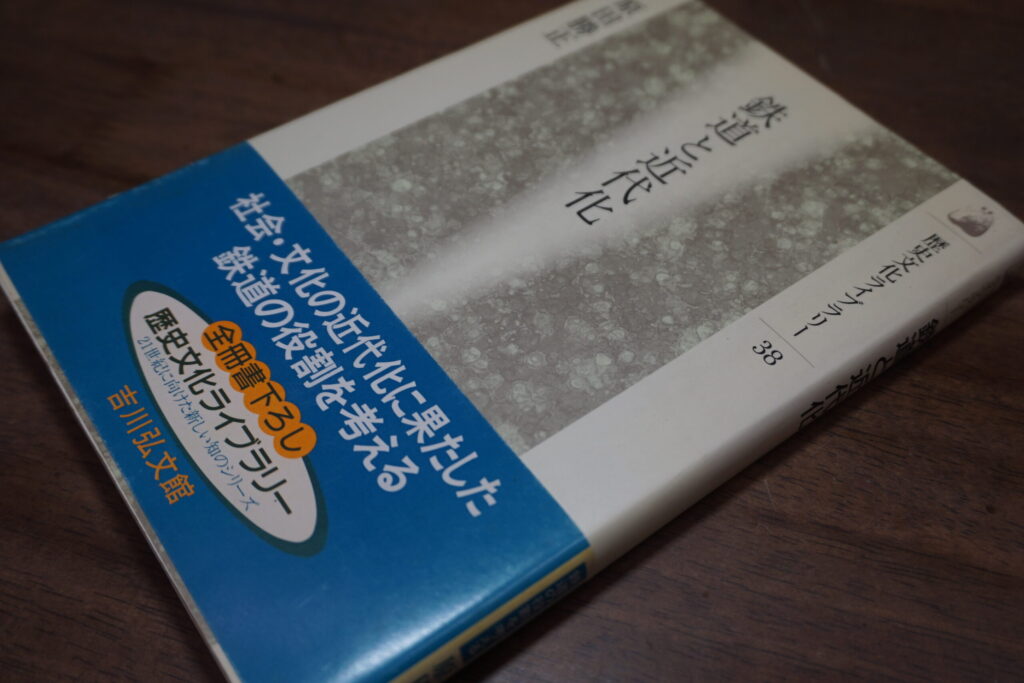 原田勝正
鉄道と近代化
歴史文化ライブラリー
38
社会・文化の近代化に果たした
鉄道の役割を考える
全冊書下ろし
歴史文化ライブラリー
21世紀に向けた新しい知のシリーズ
吉川弘文館
鉄道と近代化